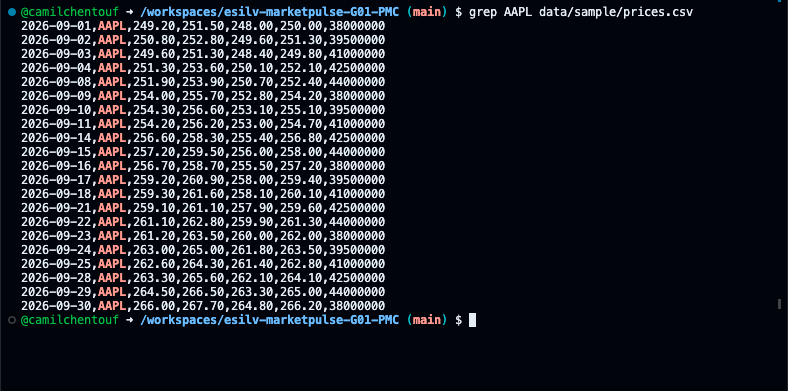 @camilchentouf → /workspaces/esilv-marketpulse-G01-PMC (main) $ grep AAPL data/sample/prices.csv
2026-09-01,AAPL,249.20,251.50,248.00,250.00,38000000
2026-09-02,AAPL,250.80,252.80,249.60,251.30,39500000
2026-09-03,AAPL,249.60,251.30,248.40,249.80,41000000
2026-09-04,AAPL,251.30,253.60,250.10,252.10,42500000
2026-09-08,AAPL,251.90,253.90,250.70,252.40,44000000
2026-09-09,AAPL,254.00,255.70,252.80,254.20,38000000
2026-09-10,AAPL,254.30,256.60,253.10,255.10,39500000
2026-09-11,AAPL,254.20,256.20,253.00,254.70,41000000
2026-09-14,AAPL,256.60,258.30,255.40,256.80,42500000
2026-09-15,AAPL,257.20,259.50,256.00,258.00,44000000
2026-09-16,AAPL,256.70,258.70,255.50,257.20,38000000
2026-09-17,AAPL,259.20,260.90,258.00,259.40,39500000
2026-09-18,AAPL,259.30,261.60,258.10,260.10,41000000
2026-09-21,AAPL,259.10,261.10,257.90,259.60,42500000
2026-09-22,AAPL,261.10,262.80,259.90,261.30,44000000
2026-09-23,AAPL,261.20,263.50,260.00,262.00,38000000
2026-09-24,AAPL,263.00,265.00,261.80,263.50,39500000
2026-09-25,AAPL,262.60,264.30,261.40,262.80,41000000
2026-09-28,AAPL,263.30,265.60,262.10,264.10,42500000
2026-09-29,AAPL,264.50,266.50,263.30,265.00,44000000
2026-09-30,AAPL,266.00,267.70,264.80,266.20,38000000
@camilchentouf → /workspaces/esilv-marketpulse-G01-PMC (main) $